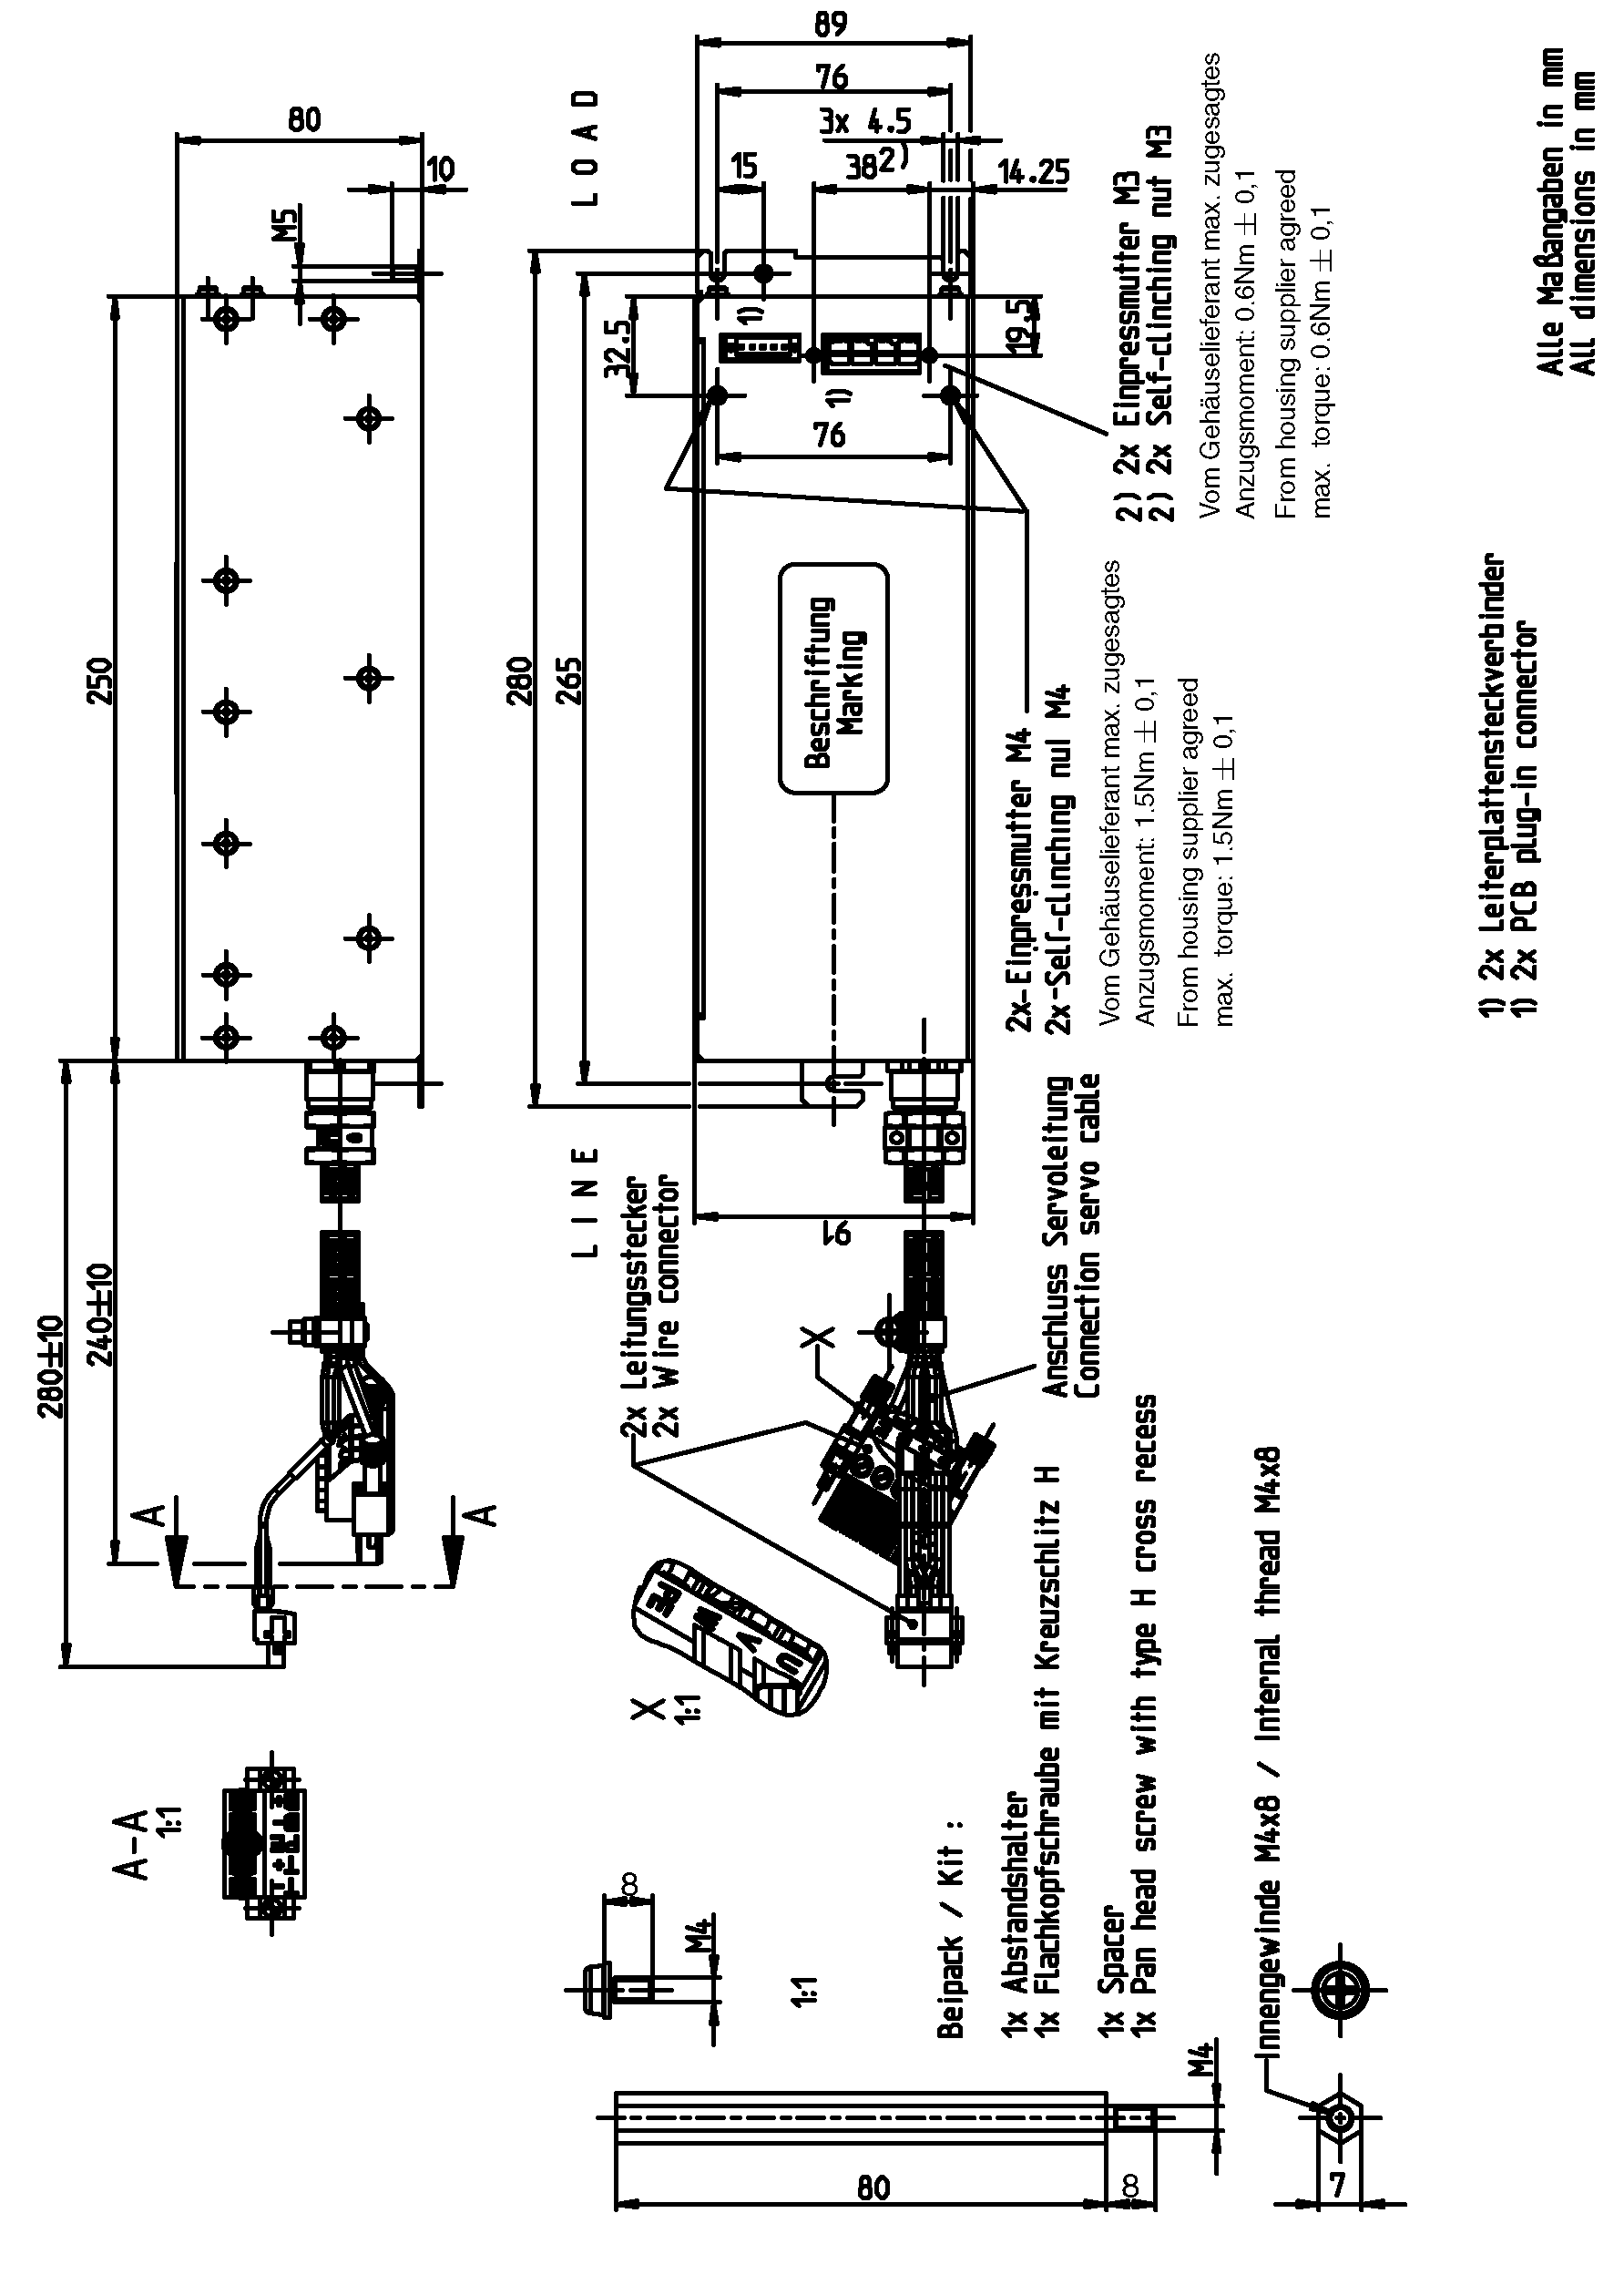 280±10
240±10
250
80
10
M5
A
A
A-A
1:1
LINE
LOAD
280
265
32.5
19.5
89
76
3x 4.5
15
38²⁾
14.25
76
91
1)
1)
Beschriftung
Marking
2x Leitungsstecker
2x Wire connector
X
X
1:1
U
V
Anschluss Servoleitung
Connection servo cable
2x-Einpressmutter M4
2x-Self-clinching nul M4
Vom Gehäuselieferant max. zugesagtes
Anzugsmoment: 1.5Nm ± 0,1
From housing supplier agreed
max. torque: 1.5Nm ± 0,1
2) 2x Einpressmutter M3
2) 2x Self-clinching nut M3
Vom Gehäuselieferant max. zugesagtes
Anzugsmoment: 0.6Nm ± 0,1
From housing supplier agreed
max. torque: 0.6Nm ± 0,1
8
M4
1:1
Beipack / Kit :
1x Abstandshalter
1x Flachkopfschraube mit Kreuzschlitz H
1x Spacer
1x Pan head screw with type H cross recess
80
8
M4
Innengewinde M4x8 / Internal thread M4x8
7
1) 2x Leiterplattensteckverbinder
1) 2x PCB plug-in connector
Alle Maßangaben in mm
All dimensions in mm